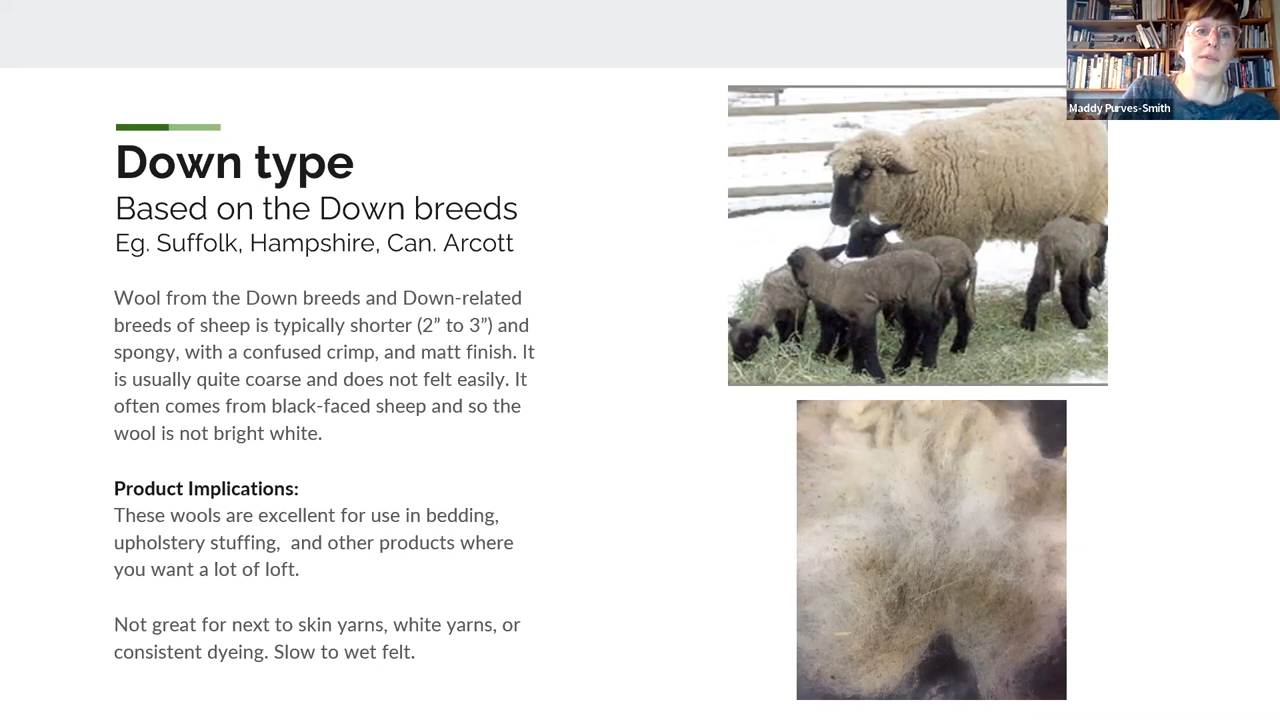 Maddy Purves-Smith
Down type
Based on the Down breeds
Eg. Suffolk, Hampshire, Can. Arcott
Wool from the Down breeds and Down-related
breeds of sheep is typically shorter (2” to 3”) and
spongy, with a confused crimp, and matt finish. It
is usually quite coarse and does not felt easily. It
often comes from black-faced sheep and so the
wool is not bright white.
Product Implications:
These wools are excellent for use in bedding,
upholstery stuffing,  and other products where
you want a lot of loft.
Not great for next to skin yarns, white yarns, or
consistent dyeing. Slow to wet felt.